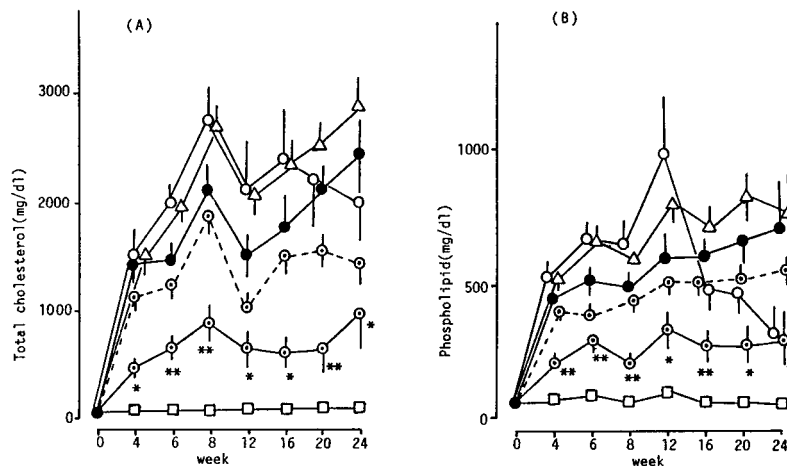 (A)
(B)
Total cholesterol(mg/dl)
3000
2000
1000
0
* ** ** * * ** *
0 4 6 8 12 16 20 24
week
Phospholipid(mg/dl)
1000
500
0
** ** ** * ** *
0 4 6 8 12 16 20 24
week